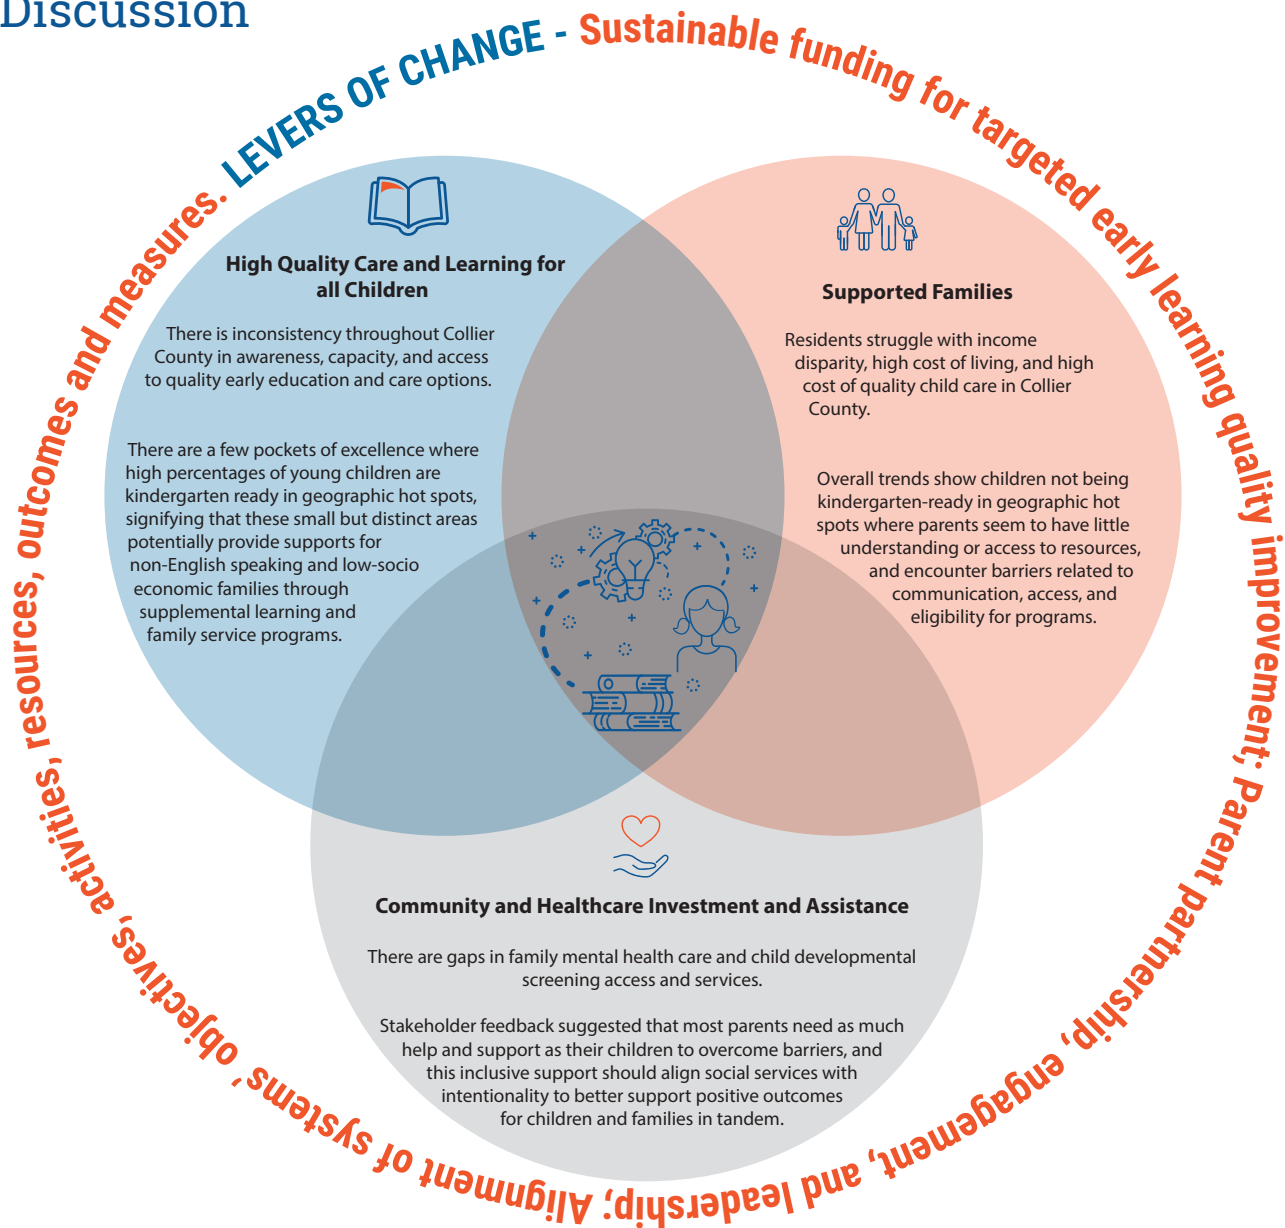 Discussion
LEVERS OF CHANGE - Sustainable funding for targeted early learning quality improvement; Parent partnership, engagement, and leadership; Alignment of systems’ objectives, activities, resources, outcomes and measures.
High Quality Care and Learning for
all Children
There is inconsistency throughout Collier
County in awareness, capacity, and access
to quality early education and care options.
There are a few pockets of excellence where
high percentages of young children are
kindergarten ready in geographic hot spots,
signifying that these small but distinct areas
potentially provide supports for
non-English speaking and low-socio
economic families through
supplemental learning and
family service programs.
Supported Families
Residents struggle with income
disparity, high cost of living, and high
cost of quality child care in Collier
County.
Overall trends show children not being
kindergarten-ready in geographic hot
spots where parents seem to have little
understanding or access to resources,
and encounter barriers related to
communication, access, and
eligibility for programs.
Community and Healthcare Investment and Assistance
There are gaps in family mental health care and child developmental
screening access and services.
Stakeholder feedback suggested that most parents need as much
help and support as their children to overcome barriers, and
this inclusive support should align social services with
intentionality to better support positive outcomes
for children and families in tandem.